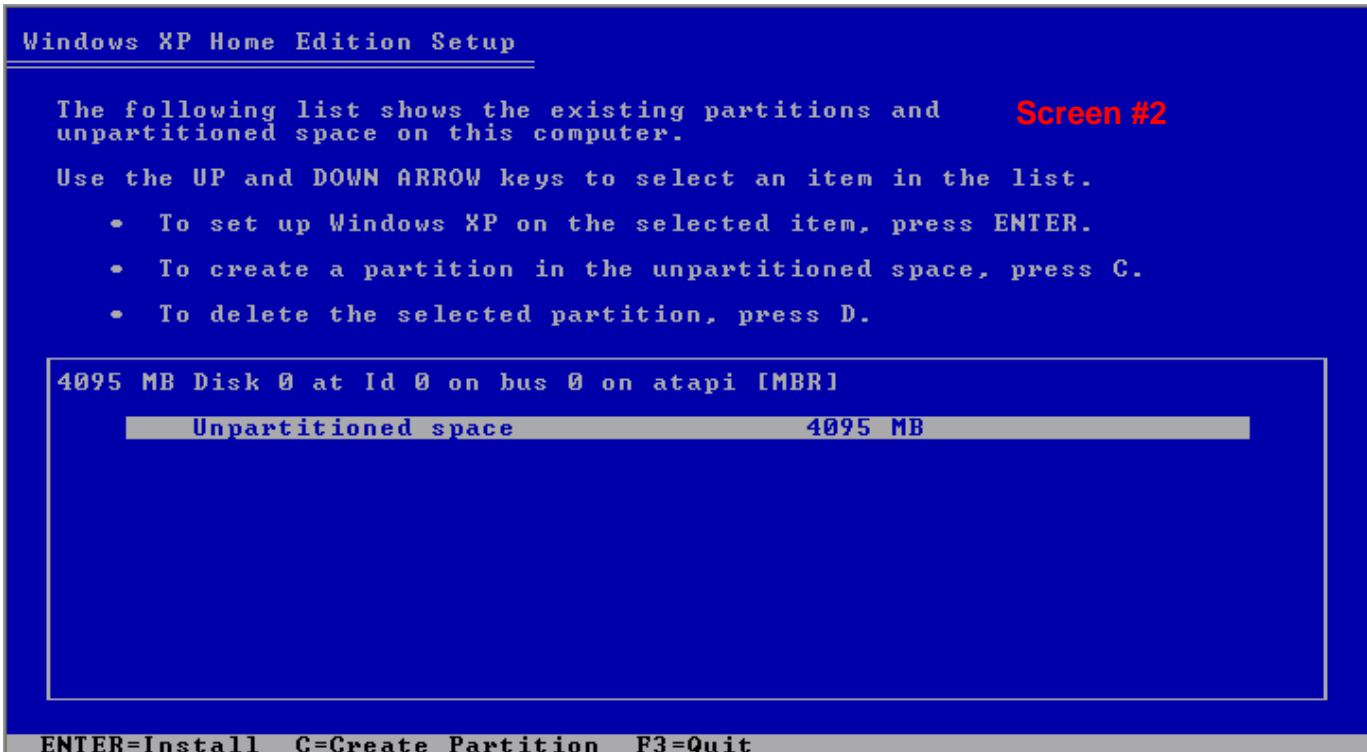 Windows XP Home Edition Setup
The following list shows the existing partitions and
Screen #2
unpartitioned space on this computer.
Use the UP and DOWN ARROW keys to select an item in the list.
• To set up Windows XP on the selected item, press ENTER.
• To create a partition in the unpartitioned space, press C.
• To delete the selected partition, press D.
4095 MB Disk 0 at Id 0 on bus 0 on atapi [MBR]
Unpartitioned space 4095 MB
ENTER=Install C=Create Partition F3=Quit